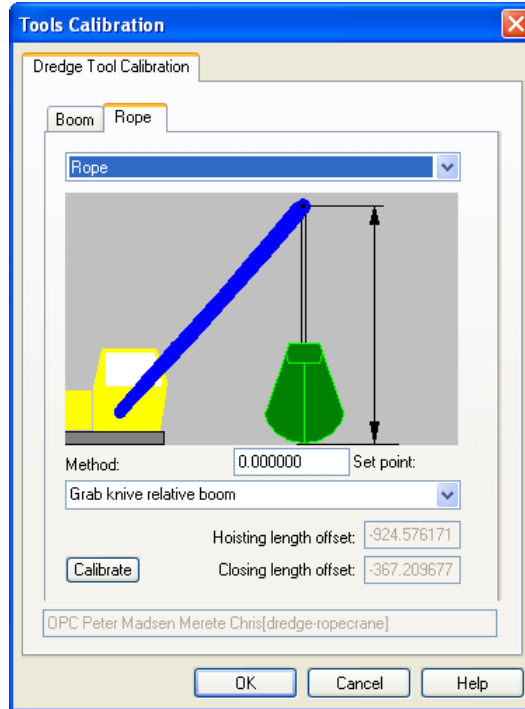 Tools Calibration
Dredge Tool Calibration
Boom Rope
Rope
Method: 0.000000 Set point:
Grab knive relative boom
Hoisting length offset: -924.576171
Calibrate Closing length offset: -367.209677
OPC Peter Madsen Merete Chris[dredge-ropecrane]
OK Cancel Help